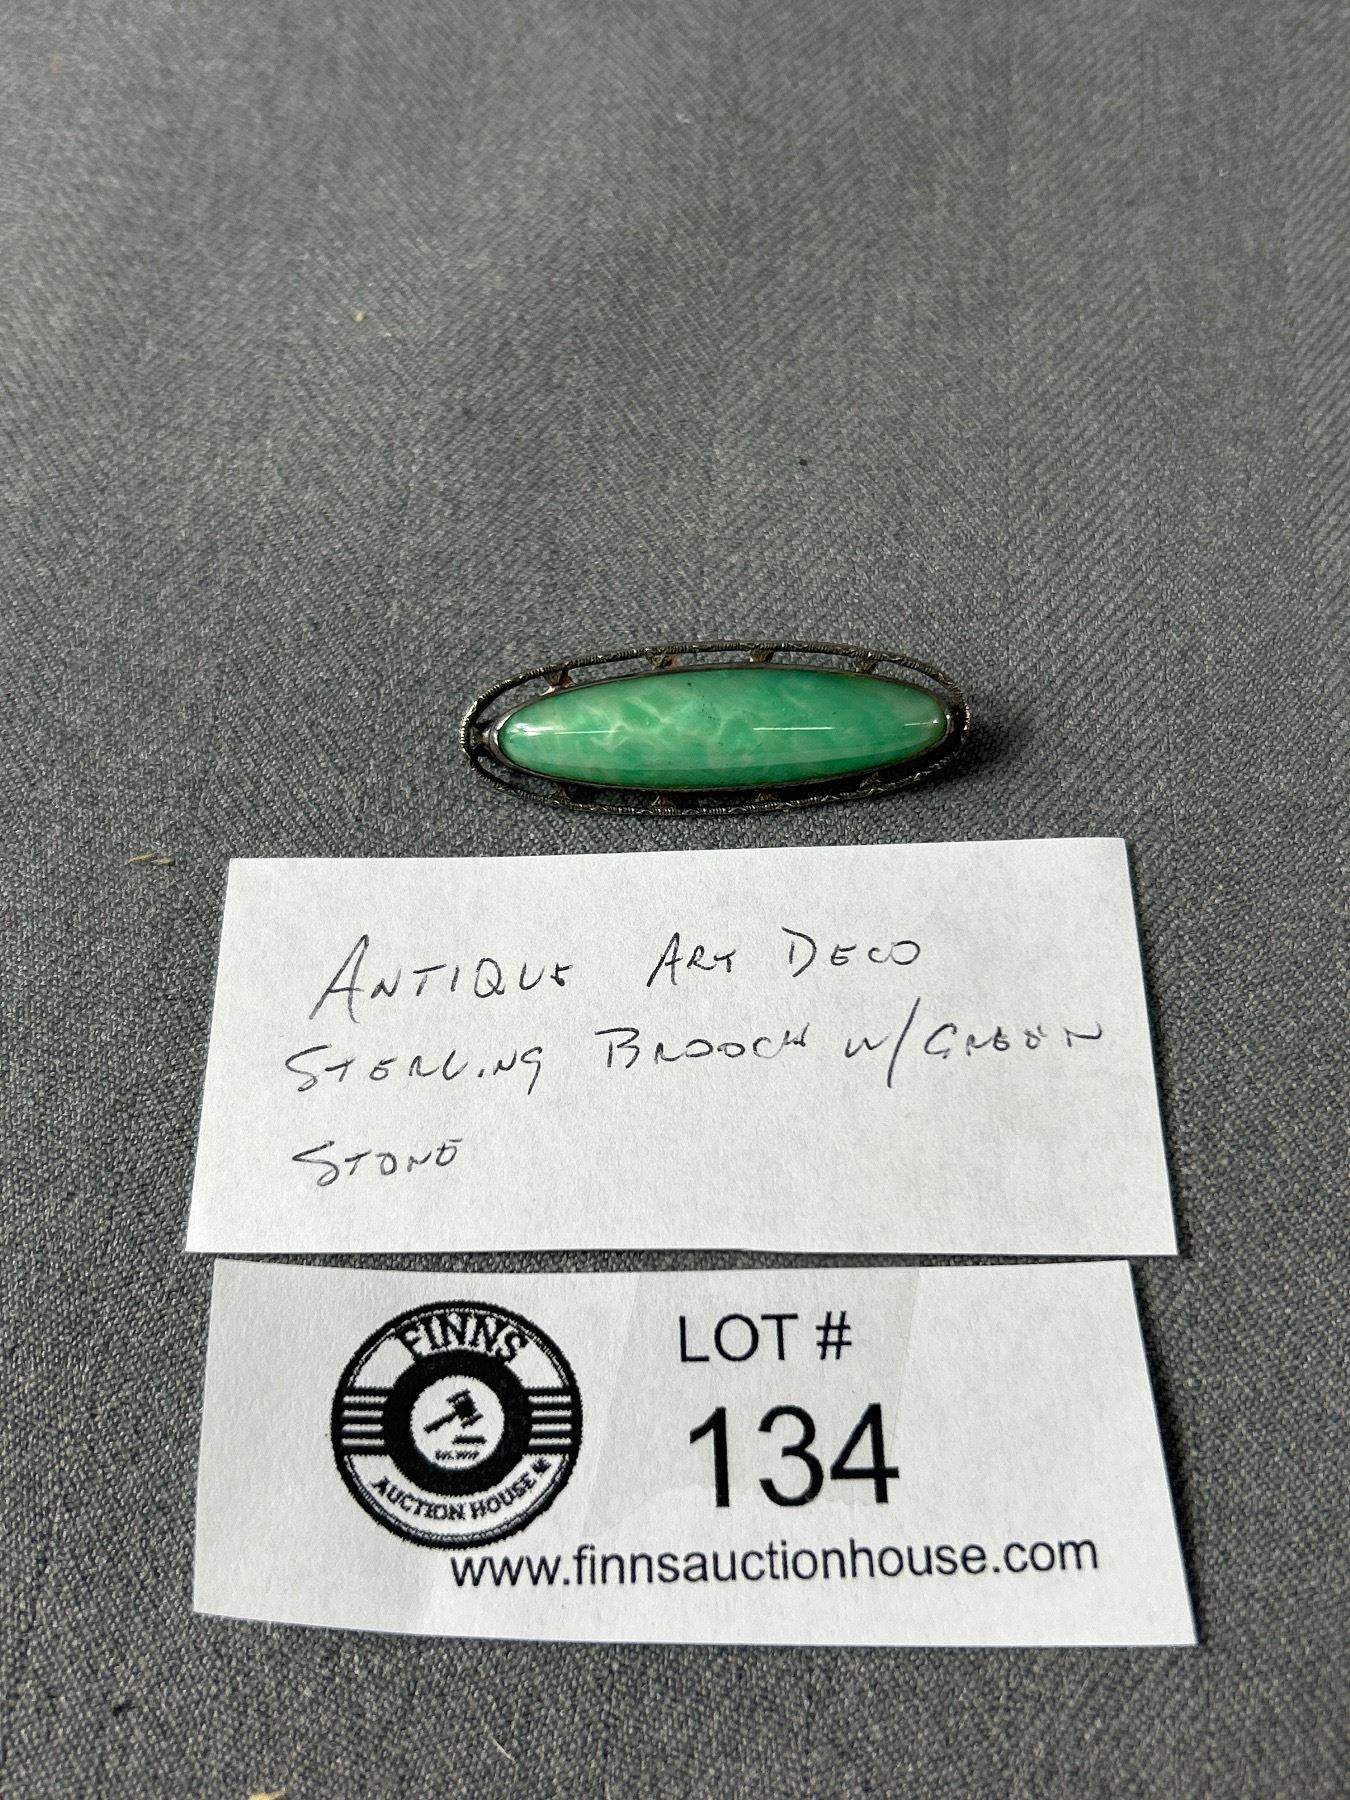 ANTIQUE ART DECO
STERLING BROOCH W/GREEN
STONE
FINNS
AUCTION HOUSE
LOT #
134
www.finnsauctionhouse.com